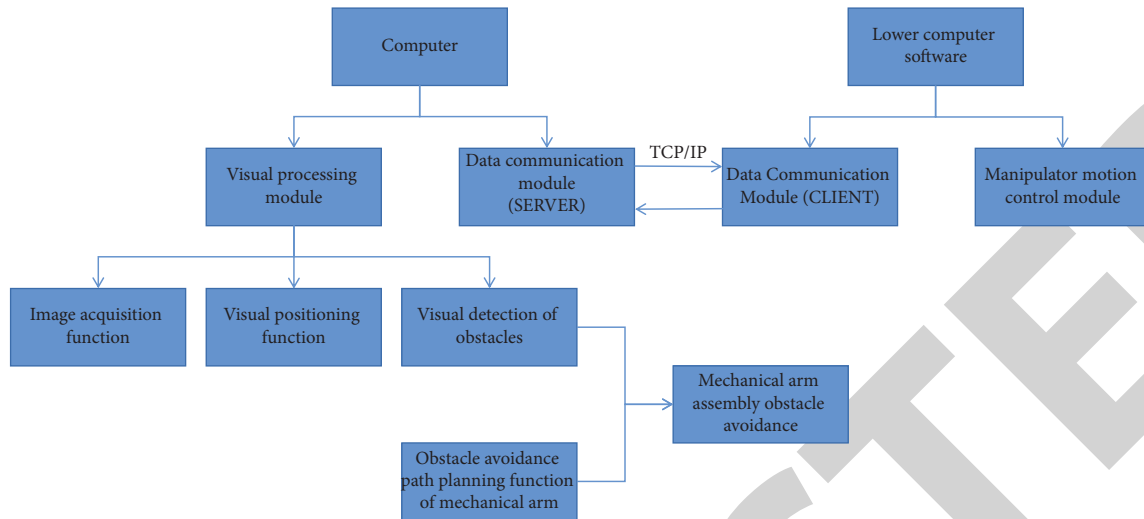 Computer
Lower computer
software
Visual processing
module
Data communication
module
(SERVER)
TCP/IP
Data Communication
Module (CLIENT)
Manipulator motion
control module
Image acquisition
function
Visual positioning
function
Visual detection of
obstacles
Mechanical arm
assembly obstacle
avoidance
Obstacle avoidance
path planning function
of mechanical arm